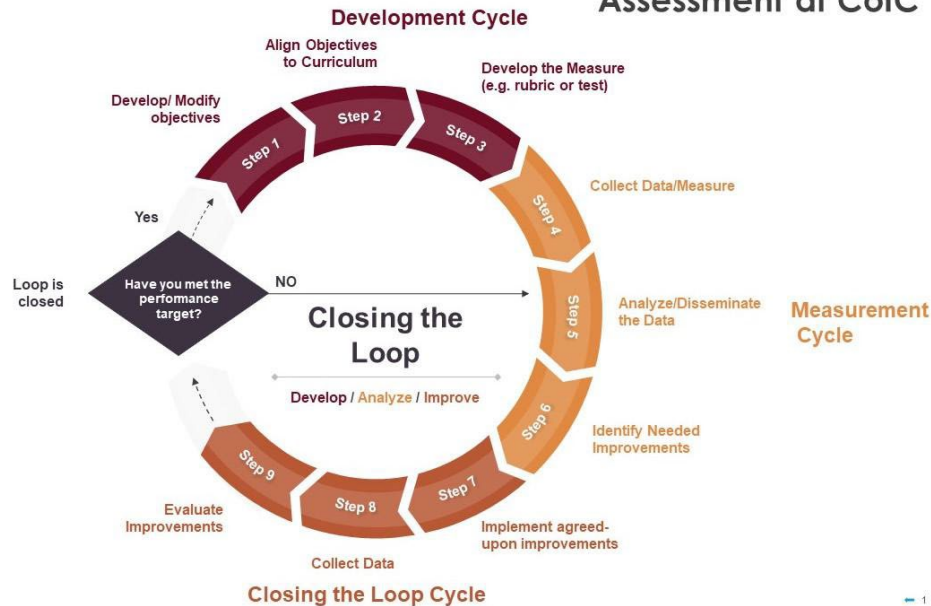 Assessment at CoIC
Development Cycle
Align Objectives
to Curriculum
Develop the Measure
(e.g. rubric or test)
Develop/ Modify
objectives
Step 1
Step 2
Step 3
Collect Data/Measure
Step 4
Yes
Have you met the
performance
target?
Loop is
closed
NO
Closing the
Loop
Develop / Analyze / Improve
Step 5
Analyze/Disseminate
the Data
Measurement
Cycle
Step 6
Identify Needed
Improvements
Step 7
Implement agreed-
upon improvements
Step 8
Collect Data
Step 9
Evaluate
Improvements
Closing the Loop Cycle
1